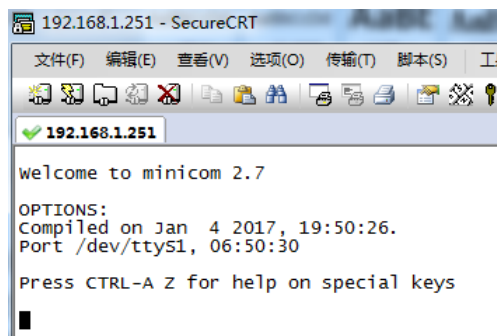 192.168.1.251 - SecureCRT
文件(F) 编辑(E) 查看(V) 选项(O) 传输(T) 脚本(S)
192.168.1.251
Welcome to minicom 2.7
OPTIONS:
Compiled on Jan  4 2017, 19:50:26.
Port /dev/ttyS1, 06:50:30
Press CTRL-A Z for help on special keys